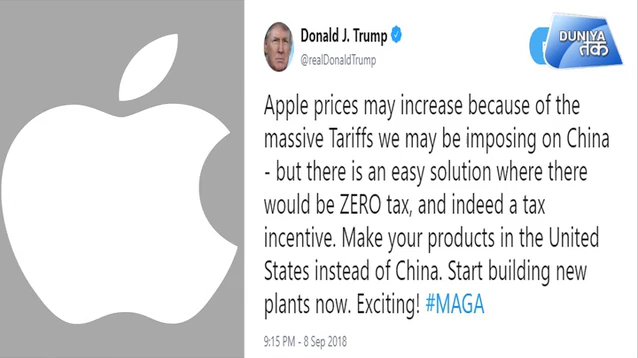 Donald J. Trump
@realDonaldTrump
DUNIYA
तक
Apple prices may increase because of the
massive Tariffs we may be imposing on China
- but there is an easy solution where there
would be ZERO tax, and indeed a tax
incentive. Make your products in the United
States instead of China. Start building new
plants now. Exciting! #MAGA
9:15 PM - 8 Sep 2018